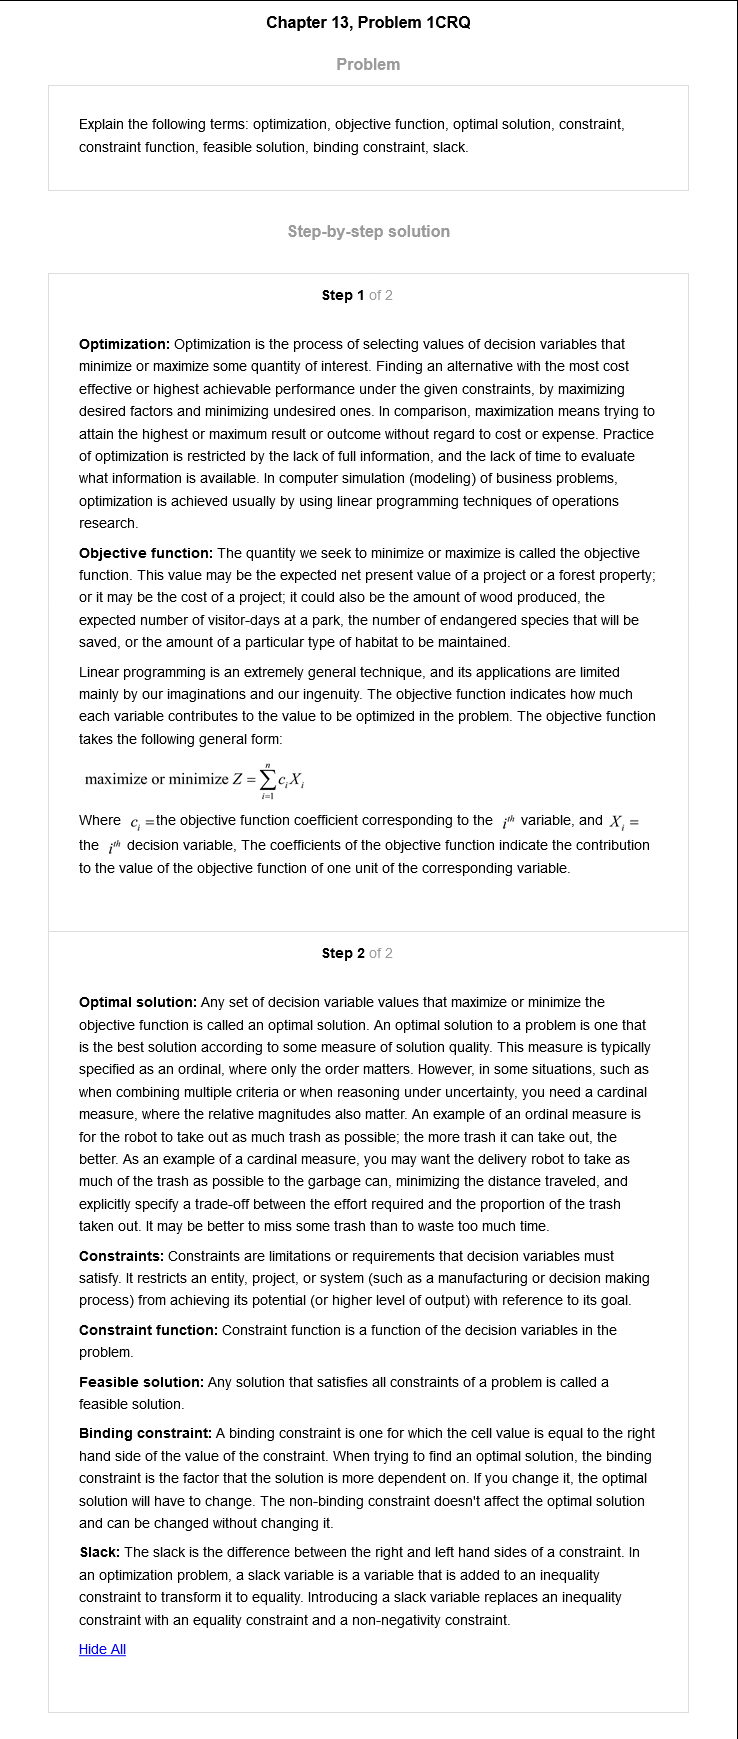 Chapter 13, Problem 1CRQ
Problem
Explain the following terms: optimization, objective function, optimal solution, constraint,
constraint function, feasible solution, binding constraint, slack.
Step-by-step solution
Step 1 of 2
Optimization: Optimization is the process of selecting values of decision variables that
minimize or maximize some quantity of interest. Finding an alternative with the most cost
effective or highest achievable performance under the given constraints, by maximizing
desired factors and minimizing undesired ones. In comparison, maximization means trying to
attain the highest or maximum result or outcome without regard to cost or expense. Practice
of optimization is restricted by the lack of full information, and the lack of time to evaluate
what information is available. In computer simulation (modeling) of business problems,
optimization is achieved usually by using linear programming techniques of operations
research.
Objective function: The quantity we seek to minimize or maximize is called the objective
function. This value may be the expected net present value of a project or a forest property;
or it may be the cost of a project; it could also be the amount of wood produced, the
expected number of visitor-days at a park, the number of endangered species that will be
saved, or the amount of a particular type of habitat to be maintained.
Linear programming is an extremely general technique, and its applications are limited
mainly by our imaginations and our ingenuity. The objective function indicates how much
each variable contributes to the value to be optimized in the problem. The objective function
takes the following general form:
maximize or minimize Z = ∑_{i=1}^{n} c_i X_i
Where c_i =the objective function coefficient corresponding to the i^{th} variable, and X_i =
the i^{th} decision variable, The coefficients of the objective function indicate the contribution
to the value of the objective function of one unit of the corresponding variable.
Step 2 of 2
Optimal solution: Any set of decision variable values that maximize or minimize the
objective function is called an optimal solution. An optimal solution to a problem is one that
is the best solution according to some measure of solution quality. This measure is typically
specified as an ordinal, where only the order matters. However, in some situations, such as
when combining multiple criteria or when reasoning under uncertainty, you need a cardinal
measure, where the relative magnitudes also matter. An example of an ordinal measure is
for the robot to take out as much trash as possible; the more trash it can take out, the
better. As an example of a cardinal measure, you may want the delivery robot to take as
much of the trash as possible to the garbage can, minimizing the distance traveled, and
explicitly specify a trade-off between the effort required and the proportion of the trash
taken out. It may be better to miss some trash than to waste too much time.
Constraints: Constraints are limitations or requirements that decision variables must
satisfy. It restricts an entity, project, or system (such as a manufacturing or decision making
process) from achieving its potential (or higher level of output) with reference to its goal.
Constraint function: Constraint function is a function of the decision variables in the
problem.
Feasible solution: Any solution that satisfies all constraints of a problem is called a
feasible solution.
Binding constraint: A binding constraint is one for which the cell value is equal to the right
hand side of the value of the constraint. When trying to find an optimal solution, the binding
constraint is the factor that the solution is more dependent on. If you change it, the optimal
solution will have to change. The non-binding constraint doesn't affect the optimal solution
and can be changed without changing it.
Slack: The slack is the difference between the right and left hand sides of a constraint. In
an optimization problem, a slack variable is a variable that is added to an inequality
constraint to transform it to equality. Introducing a slack variable replaces an inequality
constraint with an equality constraint and a non-negativity constraint.
Hide All